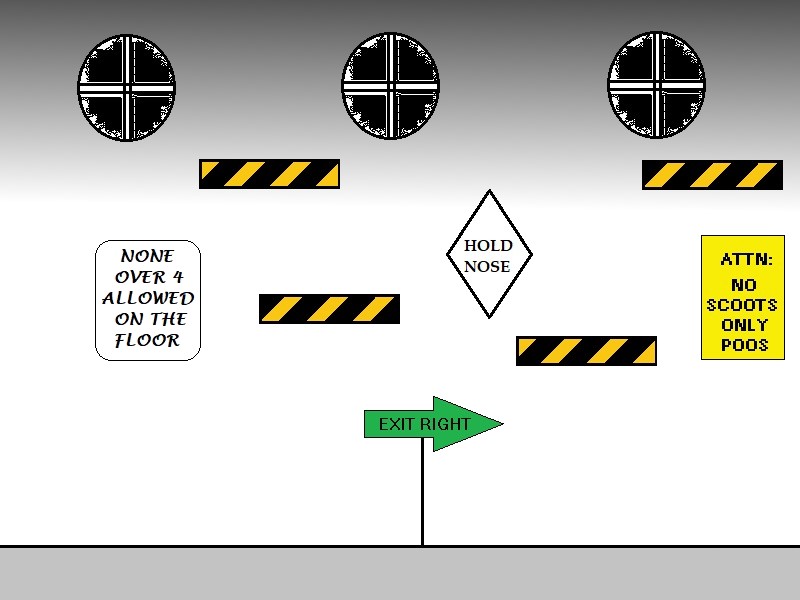 NONE
OVER 4
ALLOWED
ON THE
FLOOR
HOLD
NOSE
ATTN:
NO
SCOOTS
ONLY
POOS
EXIT RIGHT